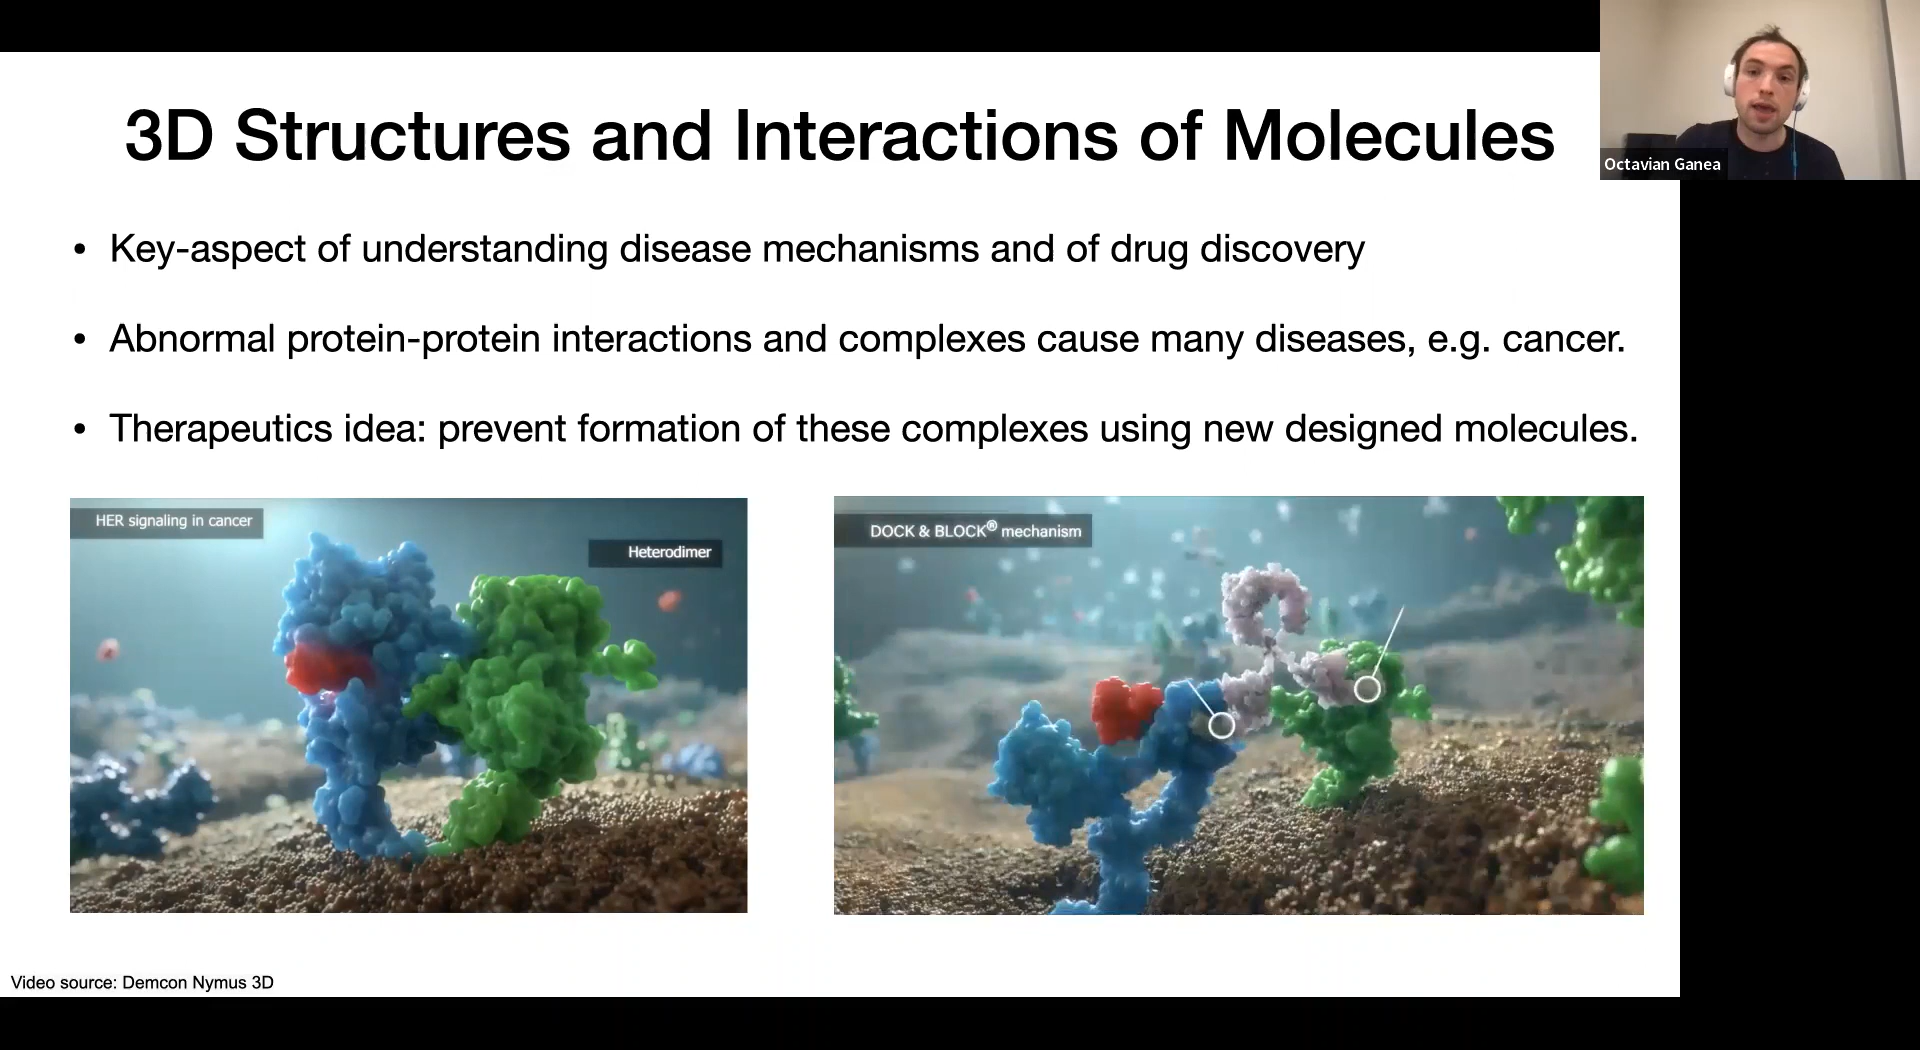 3D Structures and Interactions of Molecules
Octavian Ganea
• Key-aspect of understanding disease mechanisms and of drug discovery
• Abnormal protein-protein interactions and complexes cause many diseases, e.g. cancer.
• Therapeutics idea: prevent formation of these complexes using new designed molecules.
HER signaling in cancer
Heterodimer
DOCK & BLOCK® mechanism
Video source: Demcon Nymus 3D